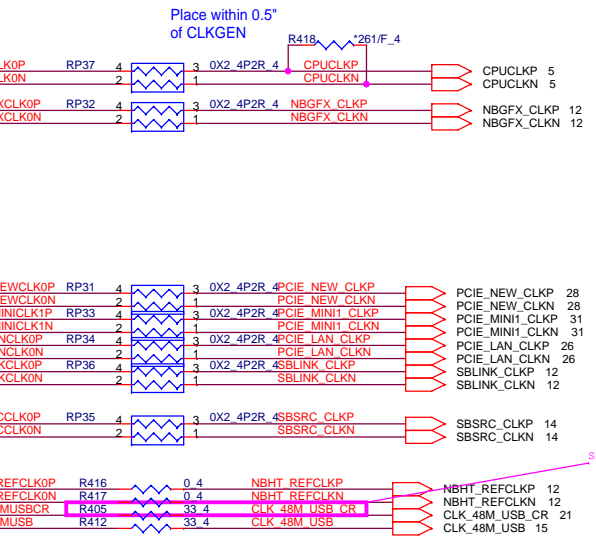 Place within 0.5"
of CLKGEN
R418 *261/F_4
LK0P RP37 4 3 0X2_4P2R_4 CPUCLKP CPUCLKP 5
LK0N 2 1 CPUCLKN CPUCLKN 5
XCLK0P RP32 4 3 0X2_4P2R_4 NBGFX_CLKP NBGFX_CLKP 12
XCLK0N 2 1 NBGFX_CLKN NBGFX_CLKN 12
EWCLK0P RP31 4 3 0X2_4P2R_4 PCIE_NEW_CLKP PCIE_NEW_CLKP 28
EWCLK0N 2 1 PCIE_NEW_CLKN PCIE_NEW_CLKN 28
MINICLK1P RP33 4 3 0X2_4P2R_4 PCIE_MINI1_CLKP PCIE_MINI1_CLKP 31
MINICLK1N 2 1 PCIE_MINI1_CLKN PCIE_MINI1_CLKN 31
NCLK0P RP34 4 3 0X2_4P2R_4 PCIE_LAN_CLKP PCIE_LAN_CLKP 26
NCLK0N 2 1 PCIE_LAN_CLKN PCIE_LAN_CLKN 26
KCLK0P RP36 4 3 0X2_4P2R_4 SBLINK_CLKP SBLINK_CLKP 12
KCLK0N 2 1 SBLINK_CLKN SBLINK_CLKN 12
CCLK0P RP35 4 3 0X2_4P2R_4 SBSRC_CLKP SBSRC_CLKP 14
CCLK0N 2 1 SBSRC_CLKN SBSRC_CLKN 14
REFCLK0P R416 0_4 NBHT_REFCLKP NBHT_REFCLKP 12
REFCLK0N R417 0_4 NBHT_REFCLKN NBHT_REFCLKN 12
MUSBCR R405 33_4 CLK_48M_USB_CR CLK_48M_USB_CR 21
MUSB R412 33_4 CLK_48M_USB CLK_48M_USB 15